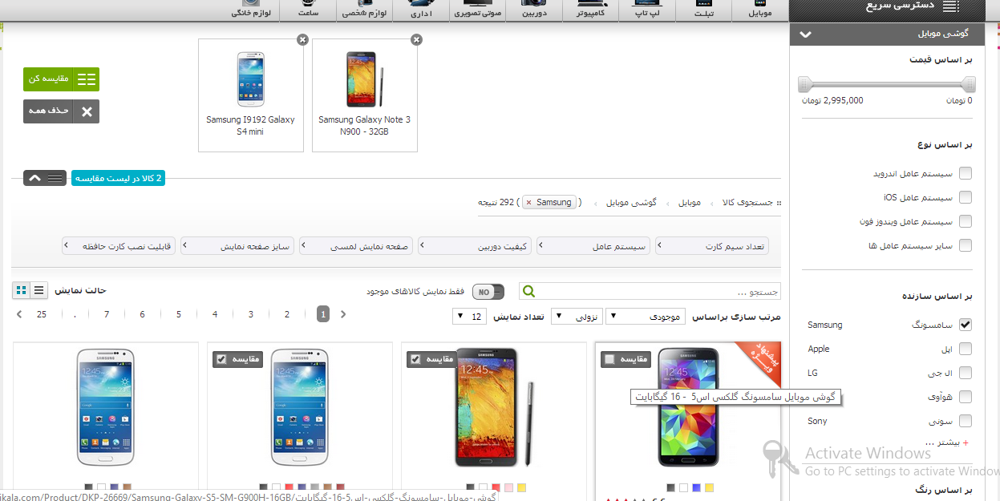 دسترسی سریع
موبایل
تبلت
لپ تاپ
کامپیوتر
دوربین
صوتی تصویری
اداری
لوازم شخصی
ساعت
لوازم خانگی
گوشی موبایل
بر اساس قیمت
0 تومان
2,995,000 تومان
بر اساس نوع
سیستم عامل اندروید
سیستم عامل iOS
سیستم عامل ویندوز فون
سایر سیستم عامل ها
بر اساس سازنده
سامسونگ Samsung
اپل Apple
ال جی LG
هوآوی
سونی Sony
+ بیشتر ...
بر اساس رنگ
Samsung Galaxy Note 3
N900 - 32GB
Samsung I9192 Galaxy
S4 mini
مقایسه کن
حذف همه
2 کالا در لیست مقایسه
جستجوی کالا › موبایل › گوشی موبایل › ( Samsung × ) 292 نتیجه
تعداد سیم کارت
سیستم عامل
کیفیت دوربین
صفحه نمایش لمسی
سایز صفحه نمایش
قابلیت نصب کارت حافظه
جستجو ...
NO
فقط نمایش کالاهای موجود
حالت نمایش
مرتب سازی براساس
موجودی
نزولی
تعداد نمایش
12
1 2 3 4 5 6 7 . 25
پیشنهاد
ویژه
مقایسه
مقایسه
مقایسه
SAMSUNG
SAMSUNG
SAMSUNG
SAMSUNG
12:45
گوشی موبایل سامسونگ گلکسی اس5 - 16 گیگابایت
Activate Windows
Go to PC settings to activate Window
ikala.com/Product/DKP-26669/Samsung-Galaxy-S5-SM-G900H-16GB/گوشی-موبایل-سامسونگ-گلکسی-اس5-16-گیگابایت